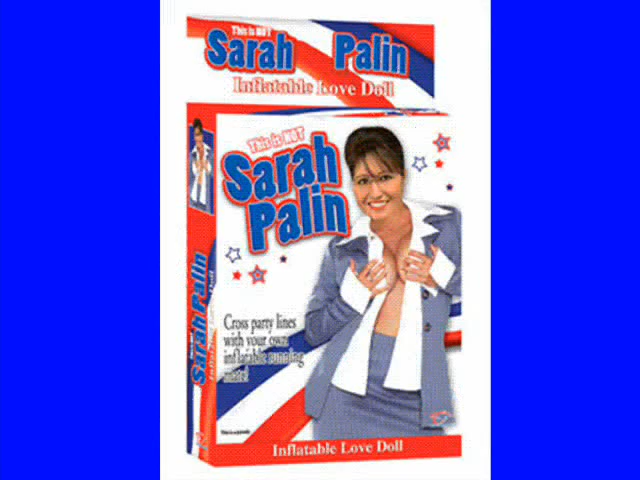 This is NOT
Sarah Palin
Inflatable Love Doll
This is NOT
Sarah
Palin
Cross party lines
with your own
inflatable running
mate!
Sarah Palin
Doll
Inflatable Love Doll